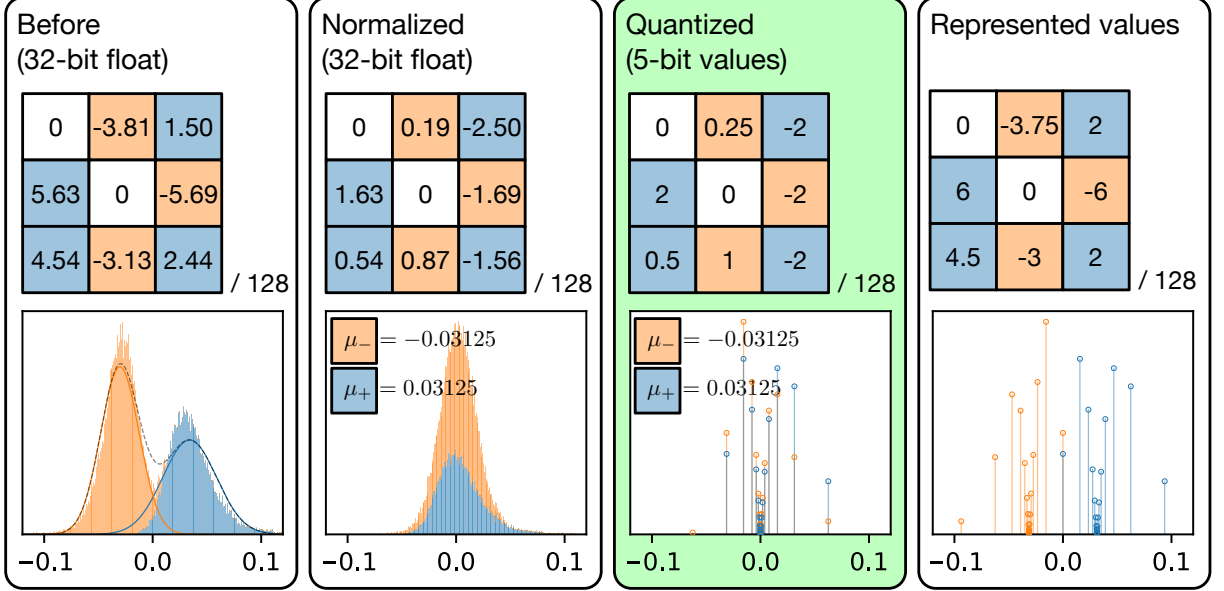 Before
(32-bit float)
0 -3.81 1.50
5.63 0 -5.69
4.54 -3.13 2.44
/ 128
−0.1 0.0 0.1
Normalized
(32-bit float)
0 0.19 -2.50
1.63 0 -1.69
0.54 0.87 -1.56
/ 128
μ− = −0.03125
μ+ = 0.03125
−0.1 0.0 0.1
Quantized
(5-bit values)
0 0.25 -2
2 0 -2
0.5 1 -2
/ 128
μ− = −0.03125
μ+ = 0.03125
−0.1 0.0 0.1
Represented values
0 -3.75 2
6 0 -6
4.5 -3 2
/ 128
−0.1 0.0 0.1